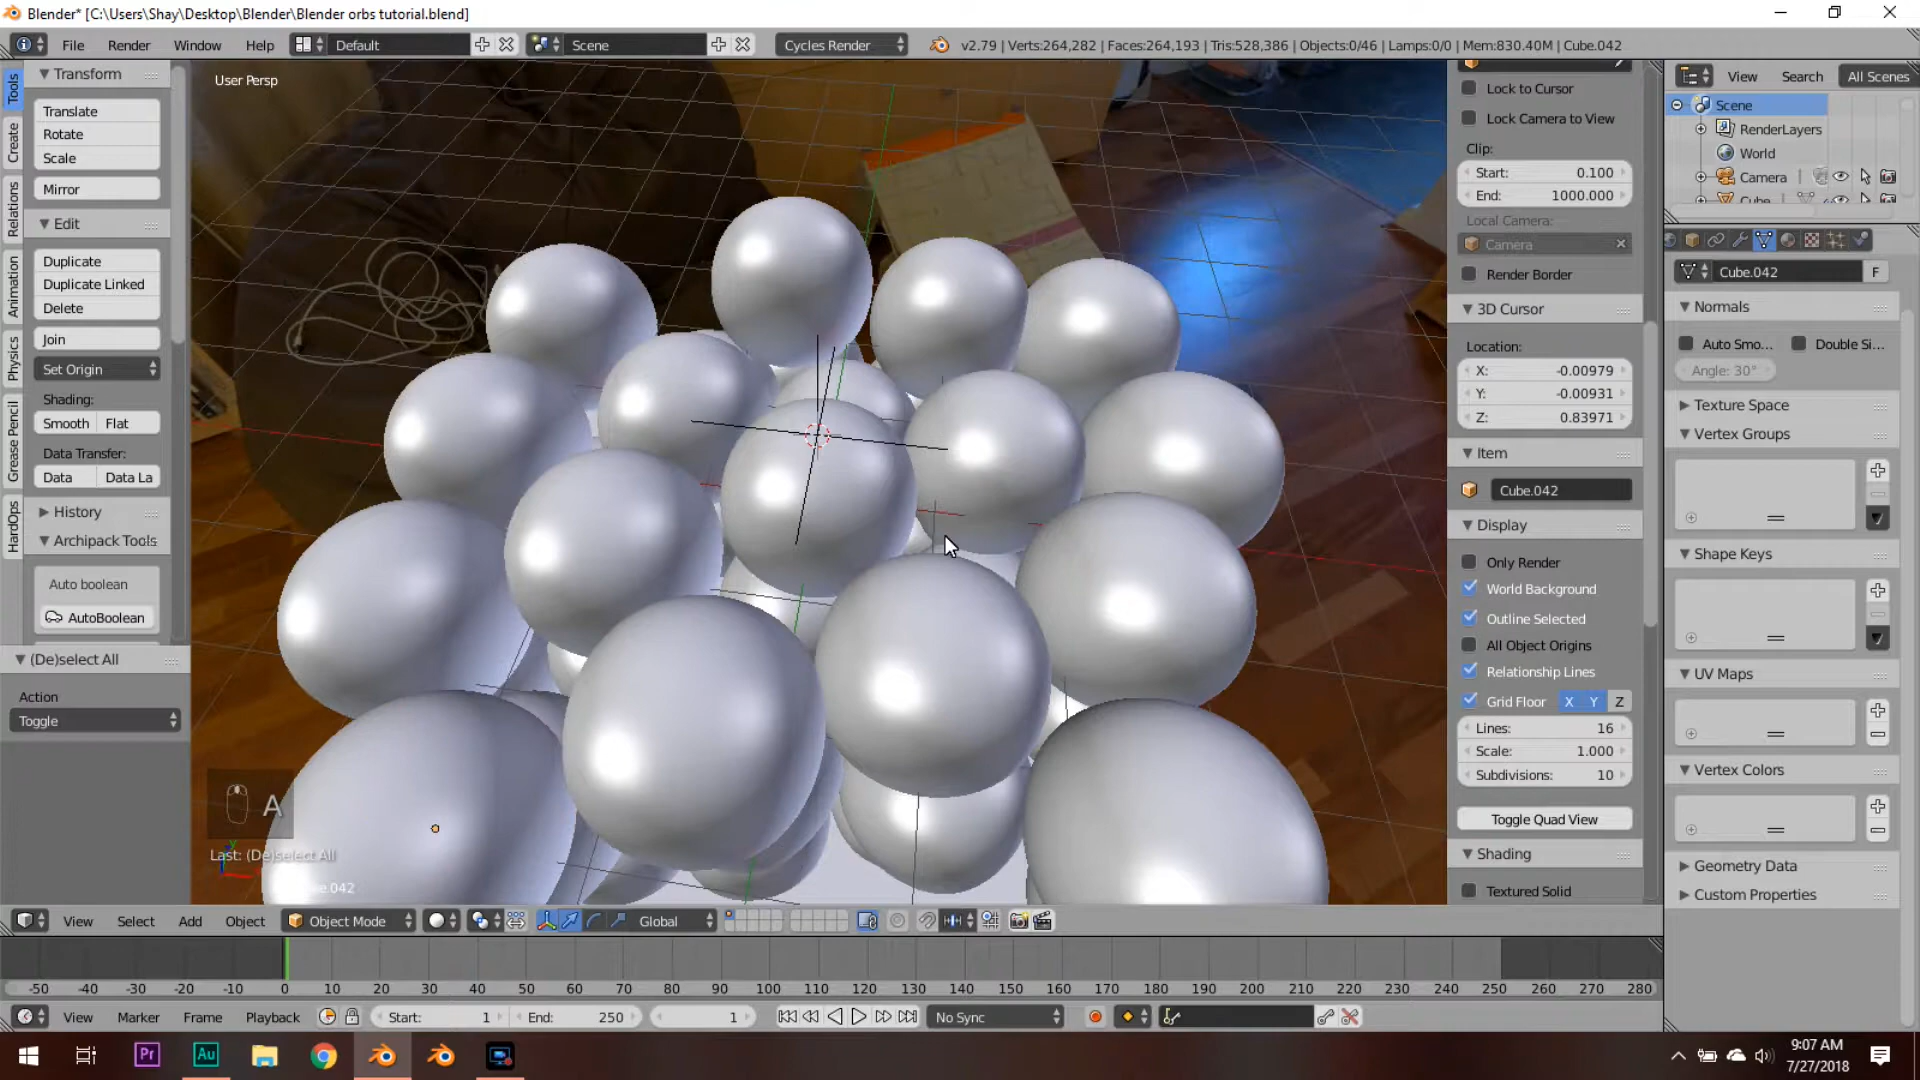 Blender* [C:\Users\Shay\Desktop\Blender\Blender orbs tutorial.blend]
File Render Window Help Default Scene Cycles Render v2.79 | Verts:264,282 | Faces:264,193 | Tris:528,386 | Objects:0/46 | Lamps:0/0 | Mem:830.40M | Cube.042
Tools
Create
Relations
Animation
Physics
Grease Pencil
HardOps
Transform
Translate
Rotate
Scale
Mirror
Edit
Duplicate
Duplicate Linked
Delete
Join
Set Origin
Shading:
Smooth Flat
Data Transfer:
Data Data La
History
Archipack Tools
Auto boolean
AutoBoolean
(De)select All
Action
Toggle
User Persp
A
Last: (De)select All
Lock to Cursor
Lock Camera to View
Clip:
Start: 0.100
End: 1000.000
Local Camera:
Camera
Render Border
3D Cursor
Location:
X: -0.00979
Y: -0.00931
Z: 0.83971
Item
Cube.042
Display
Only Render
World Background
Outline Selected
All Object Origins
Relationship Lines
Grid Floor X Y Z
Lines: 16
Scale: 1.000
Subdivisions: 10
Toggle Quad View
Shading
Textured Solid
View Search All Scenes
Scene
RenderLayers
World
Camera
Cube
Cube.042 F
Normals
Auto Smo... Double Si...
Angle: 30°
Texture Space
Vertex Groups
Shape Keys
UV Maps
Vertex Colors
Geometry Data
Custom Properties
View Select Add Object Object Mode Global
-50 -40 -30 -20 -10 0 10 20 30 40 50 60 70 80 90 100 110 120 130 140 150 160 170 180 190 200 210 220 230 240 250 260 270 280
View Marker Frame Playback Start: 1 End: 250 1 No Sync
Pr Au
9:07 AM
7/27/2018